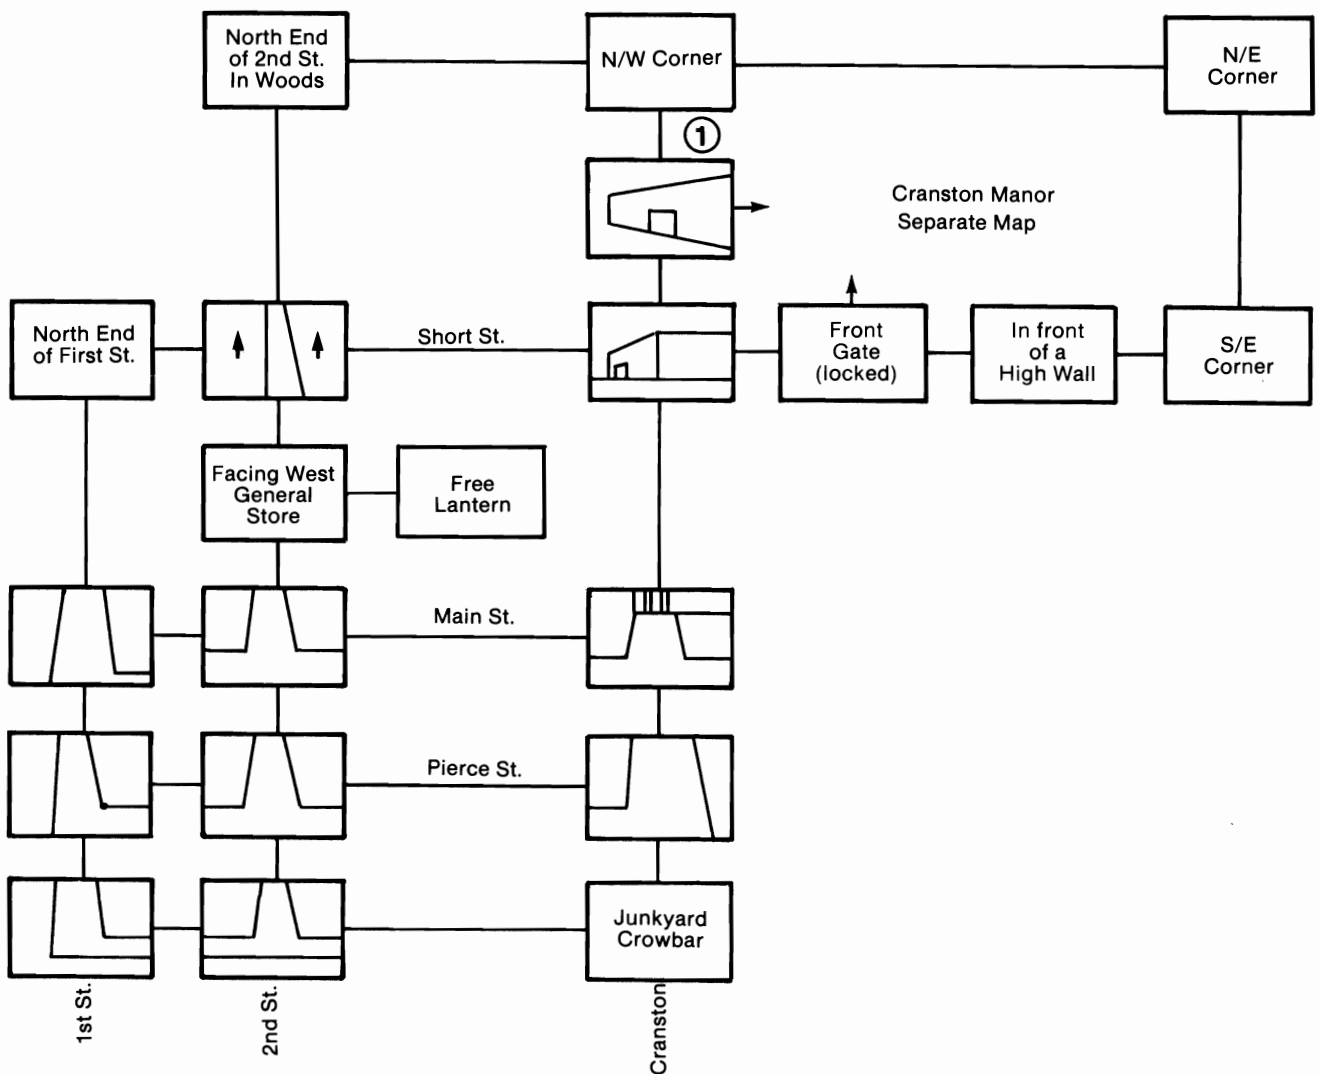 North End
of 2nd St.
In Woods
N/W Corner
N/E
Corner
1
Cranston Manor
Separate Map
North End
of First St.
Short St.
Front
Gate
(locked)
In front
of a
High Wall
S/E
Corner
Facing West
General
Store
Free
Lantern
Main St.
Pierce St.
Junkyard
Crowbar
1st St.
2nd St.
Cranston